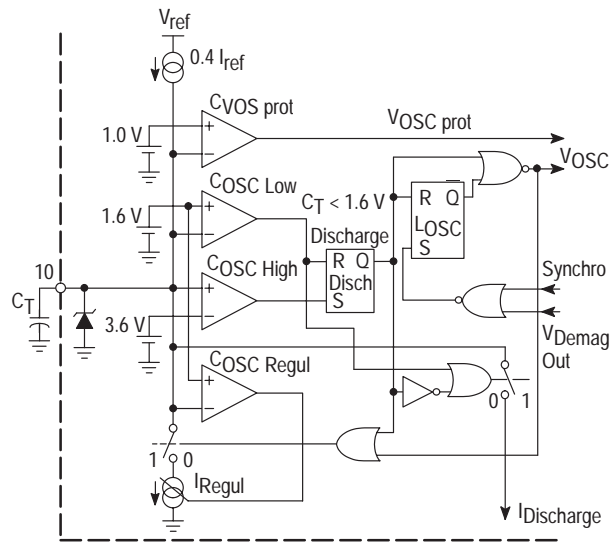 Vref
0.4 Iref
CVOS prot
1.0 V
+
−
VOSC prot
VOSC
COSC Low
1.6 V
+
−
CT < 1.6 V
R Q
LOSC
S
Discharge
R Q
Disch
S
10
CT
COSC High
+
−
3.6 V
Synchro
VDemag
Out
COSC Regul
+
−
0 1
1 0
IRegul
IDischarge